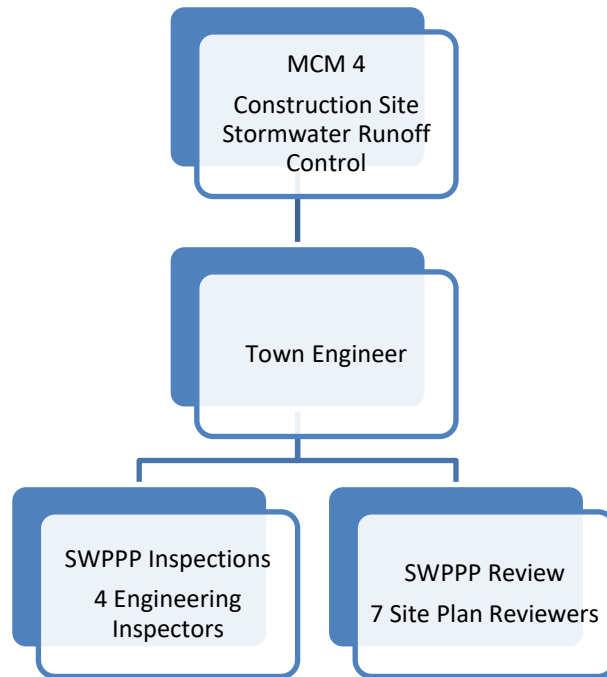 MCM 4
Construction Site
Stormwater Runoff
Control
Town Engineer
SWPPP Inspections
4 Engineering
Inspectors
SWPPP Review
7 Site Plan Reviewers